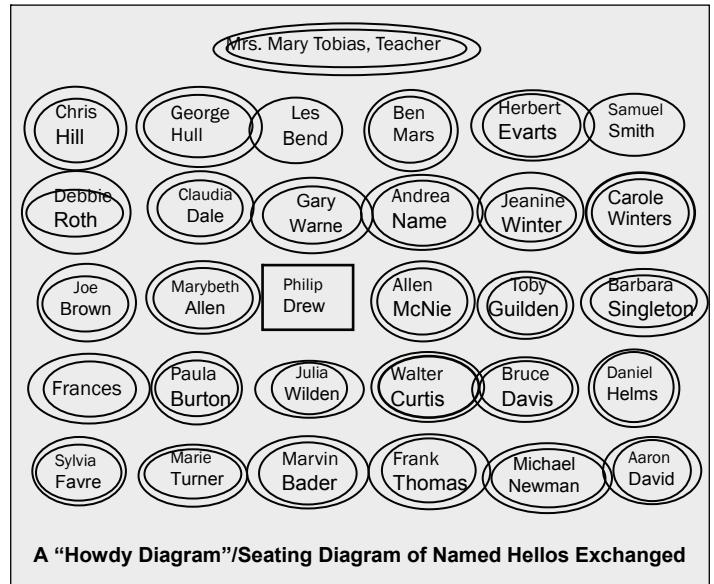 Mrs. Mary Tobias, Teacher
Chris George Les Ben Herbert Samuel
Hill Hull Bend Mars Evarts Smith
Debbie Claudia Gary Andrea Jeanine Carole
Roth Dale Warne Name Winter Winters
Joe Marybeth Philip Allen Toby Barbara
Brown Allen Drew McNie Guilden Singleton
Frances Paula Julia Walter Bruce Daniel
Burton Wilden Curtis Davis Helms
Sylvia Marie Marvin Frank Michael Aaron
Favre Turner Bader Thomas Newman David
A “Howdy Diagram”/Seating Diagram of Named Hellos Exchanged